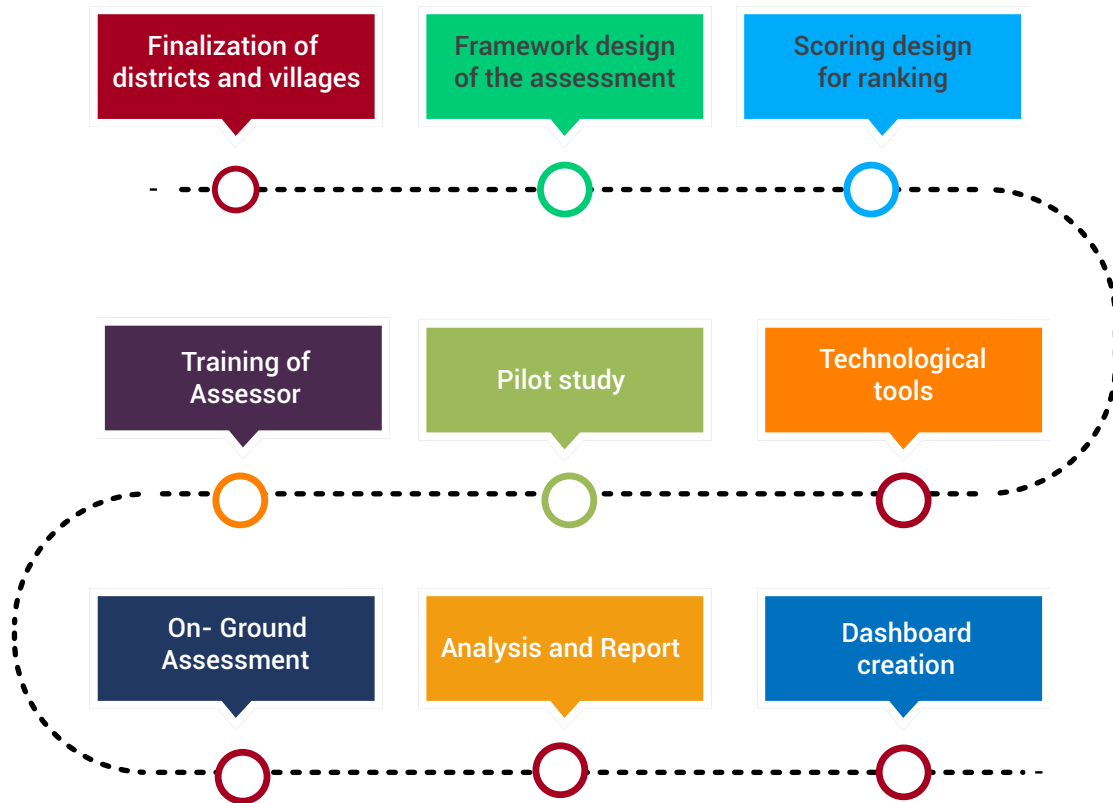 Finalization of
districts and villages
Framework design
of the assessment
Scoring design
for ranking
Training of
Assessor
Pilot study
Technological
tools
On- Ground
Assessment
Analysis and Report
Dashboard
creation